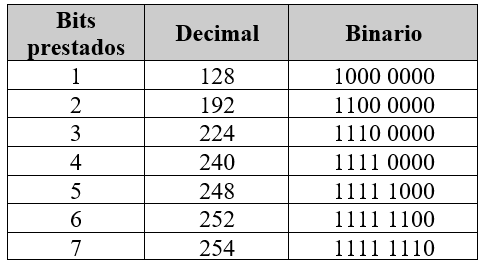 Bits prestados Decimal Binario
1 128 1000 0000
2 192 1100 0000
3 224 1110 0000
4 240 1111 0000
5 248 1111 1000
6 252 1111 1100
7 254 1111 1110